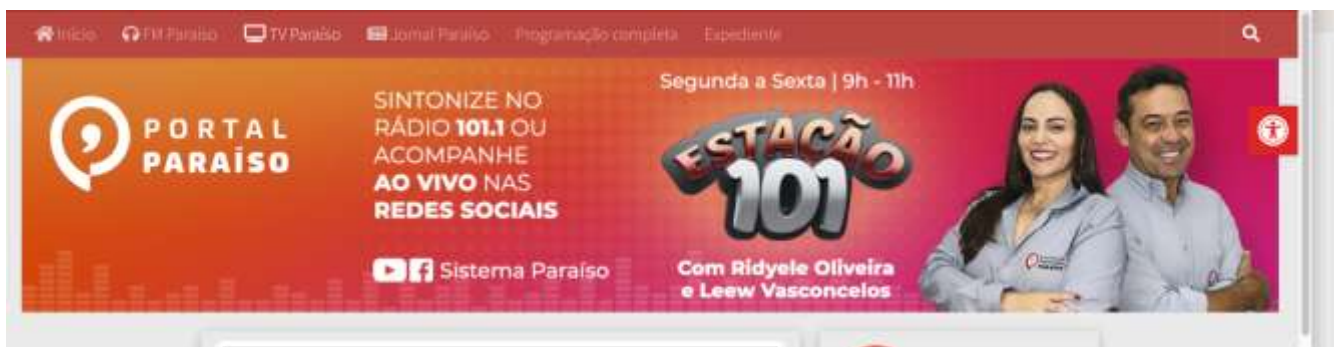 Início FM Paraíso TV Paraíso Jornal Paraíso Programação completa Expediente
PORTAL
PARAÍSO
SINTONIZE NO
RÁDIO 101.1 OU
ACOMPANHE
AO VIVO NAS
REDES SOCIAIS
Sistema Paraíso
Segunda a Sexta | 9h - 11h
ESTAÇÃO
101
Com Ridyele Oliveira
e Leew Vasconcelos